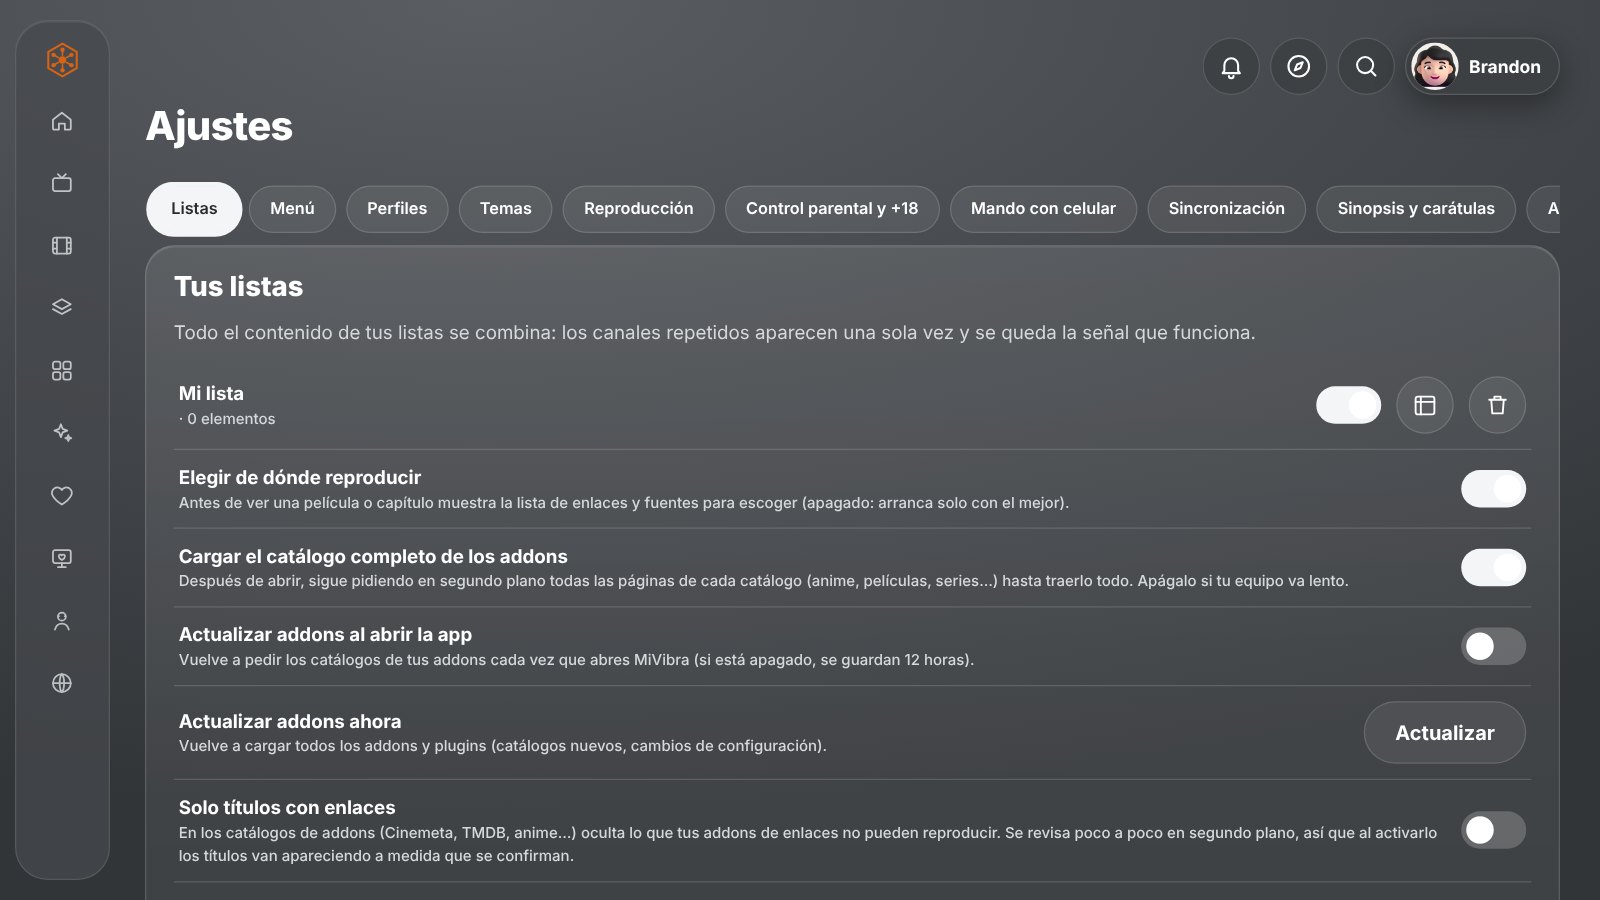 Brandon
Ajustes
Listas
Menú
Perfiles
Temas
Reproducción
Control parental y +18
Mando con celular
Sincronización
Sinopsis y carátulas
A
Tus listas
Todo el contenido de tus listas se combina: los canales repetidos aparecen una sola vez y se queda la señal que funciona.
Mi lista
· 0 elementos
Elegir de dónde reproducir
Antes de ver una película o capítulo muestra la lista de enlaces y fuentes para escoger (apagado: arranca solo con el mejor).
Cargar el catálogo completo de los addons
Después de abrir, sigue pidiendo en segundo plano todas las páginas de cada catálogo (anime, películas, series...) hasta traerlo todo. Apágalo si tu equipo va lento.
Actualizar addons al abrir la app
Vuelve a pedir los catálogos de tus addons cada vez que abres MiVibra (si está apagado, se guardan 12 horas).
Actualizar addons ahora
Vuelve a cargar todos los addons y plugins (catálogos nuevos, cambios de configuración).
Actualizar
Solo títulos con enlaces
En los catálogos de addons (Cinemeta, TMDB, anime...) oculta lo que tus addons de enlaces no pueden reproducir. Se revisa poco a poco en segundo plano, así que al activarlo
los títulos van apareciendo a medida que se confirman.